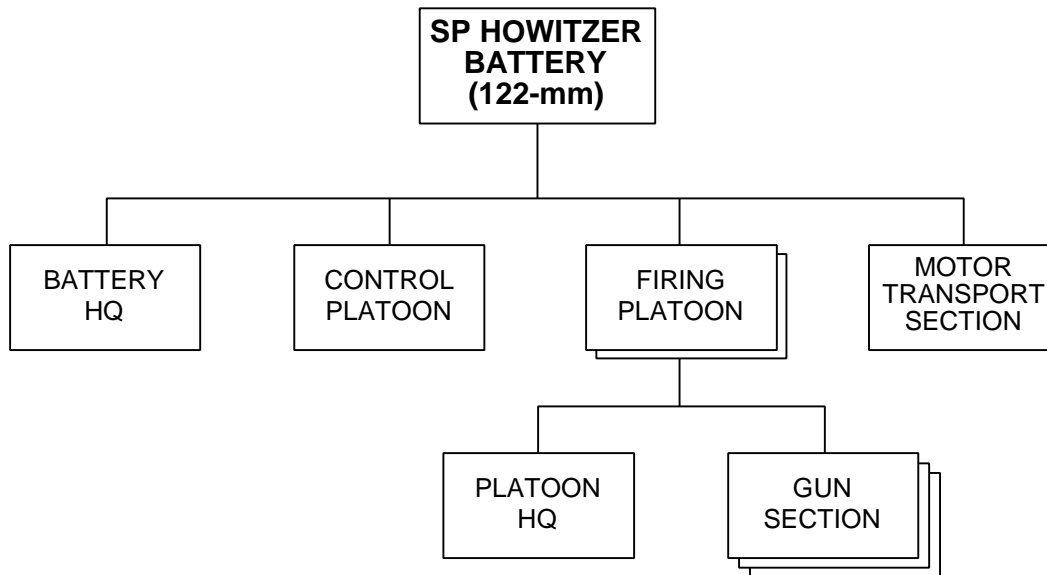 SP HOWITZER
BATTERY
(122-mm)
BATTERY
HQ
CONTROL
PLATOON
FIRING
PLATOON
MOTOR
TRANSPORT
SECTION
PLATOON
HQ
GUN
SECTION